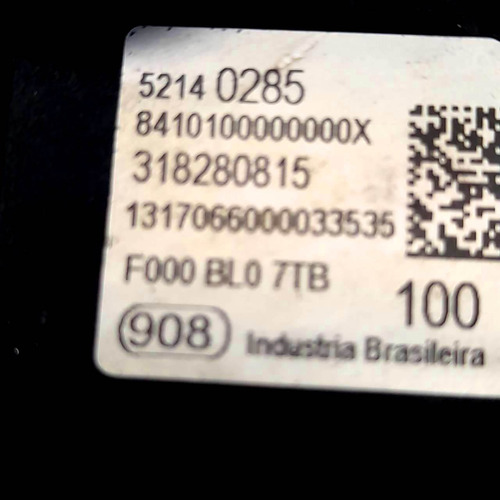 5214 0285
8410100000000X
318280815
1317066000033535
F000 BL0 7TB
100
908 Industria Brasileira